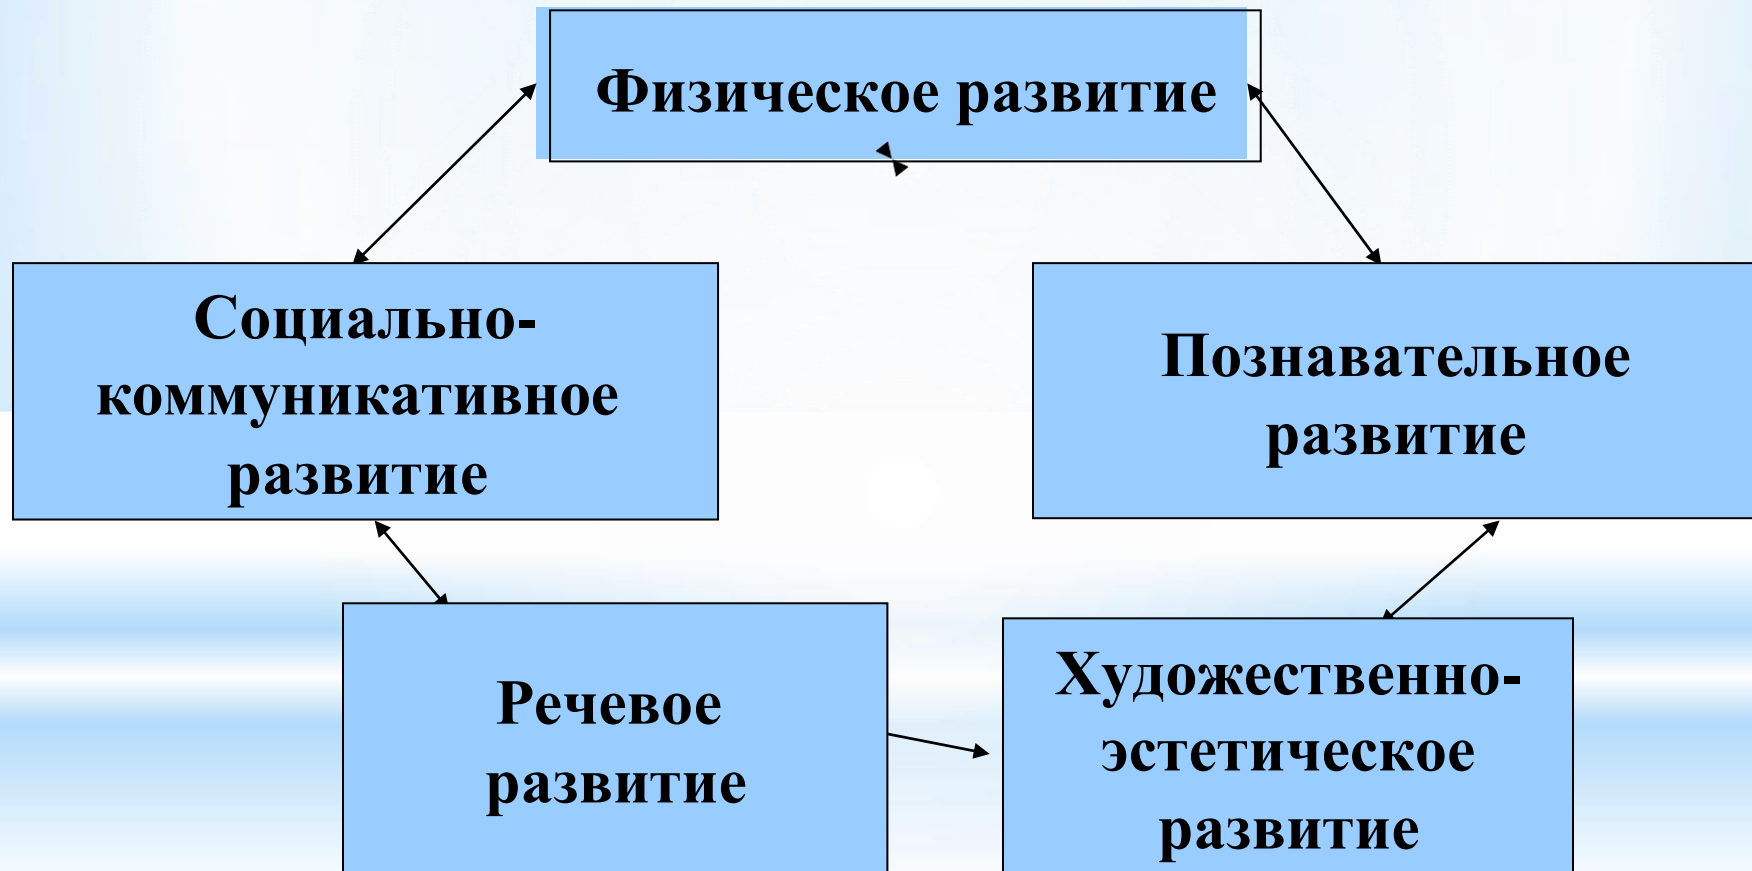 Физическое развитие
Социально-
коммуникативное
развитие
Познавательное
развитие
Речевое
развитие
Художественно-
эстетическое
развитие